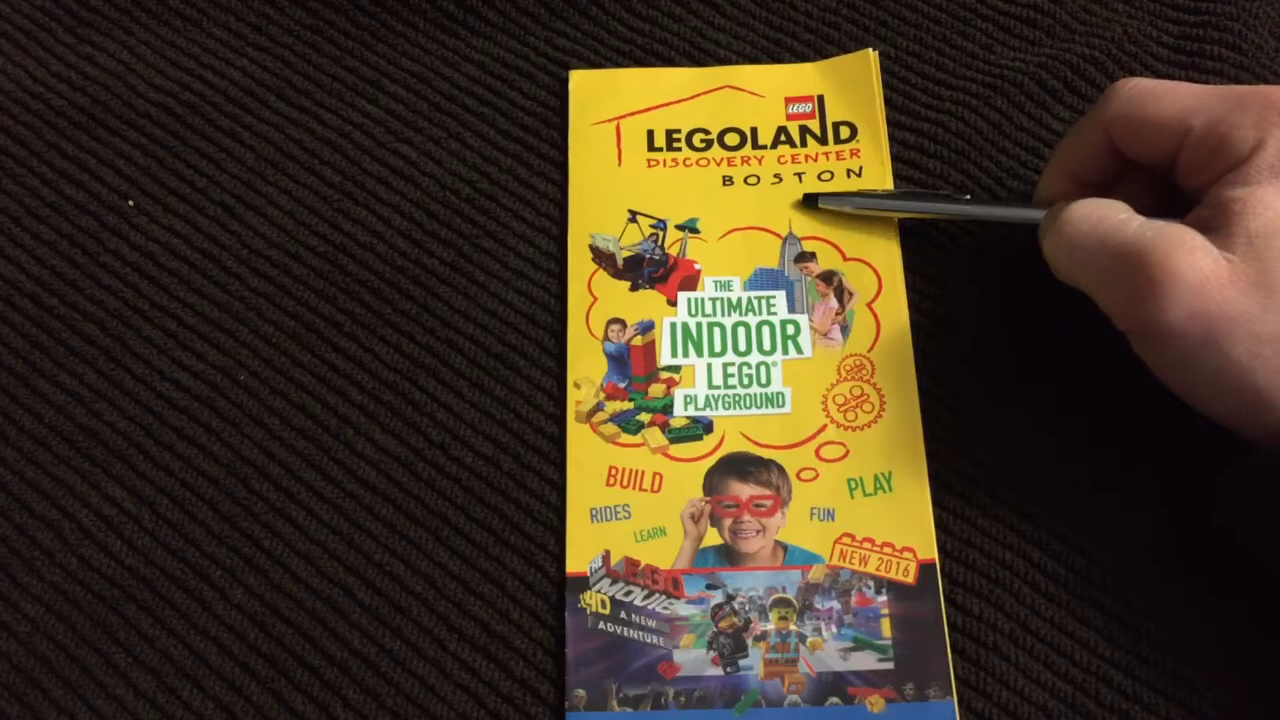 LEGO
LEGOLAND®
DISCOVERY CENTER
BOSTON
THE
ULTIMATE
INDOOR
LEGO®
PLAYGROUND
BUILD
PLAY
RIDES
FUN
LEARN
NEW 2016
THE
LEGO
MOVIE
4D
A NEW
ADVENTURE